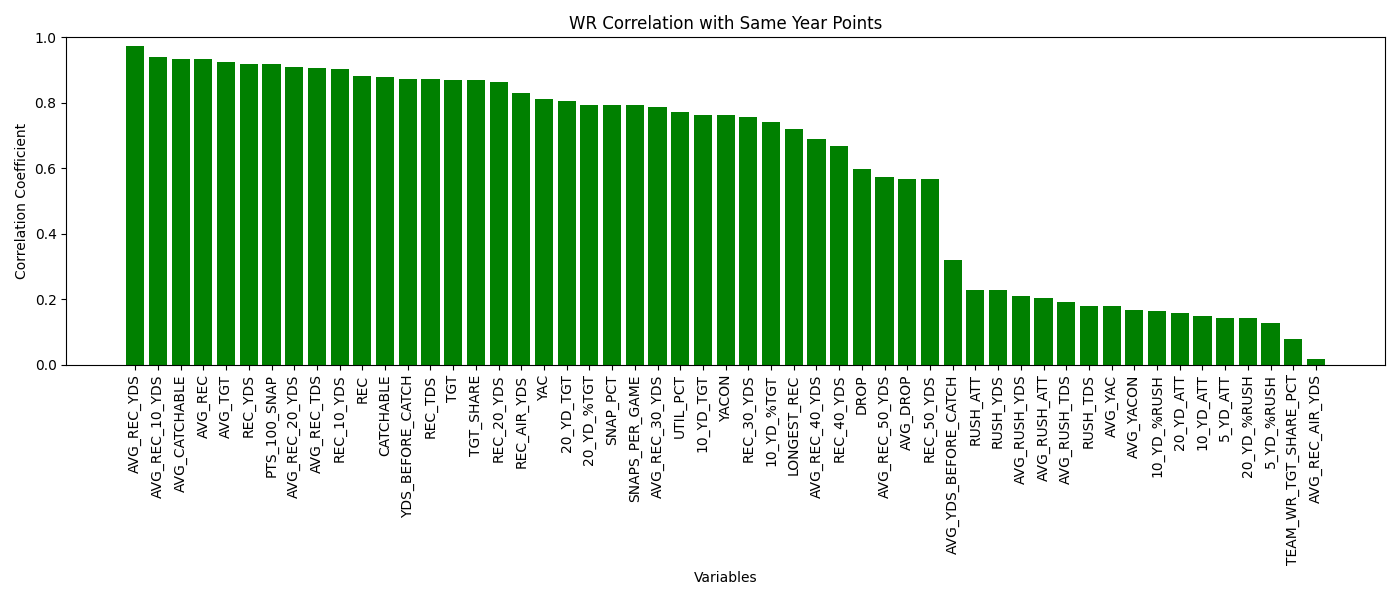 WR Correlation with Same Year Points
Correlation Coefficient
1.0
0.8
0.6
0.4
0.2
0.0
AVG_REC_YDS
AVG_REC_10_YDS
AVG_CATCHABLE
AVG_REC
AVG_TGT
REC_YDS
PTS_100_SNAP
AVG_REC_20_YDS
AVG_REC_TDS
REC_10_YDS
REC
CATCHABLE
YDS_BEFORE_CATCH
REC_TDS
TGT
TGT_SHARE
REC_20_YDS
REC_AIR_YDS
YAC
20_YD_TGT
20_YD_%TGT
SNAP_PCT
SNAPS_PER_GAME
AVG_REC_30_YDS
UTIL_PCT
10_YD_TGT
YACON
REC_30_YDS
10_YD_%TGT
LONGEST_REC
AVG_REC_40_YDS
REC_40_YDS
DROP
AVG_REC_50_YDS
AVG_DROP
REC_50_YDS
AVG_YDS_BEFORE_CATCH
RUSH_ATT
RUSH_YDS
AVG_RUSH_YDS
AVG_RUSH_ATT
AVG_RUSH_TDS
RUSH_TDS
AVG_YAC
AVG_YACON
10_YD_%RUSH
20_YD_ATT
10_YD_ATT
5_YD_ATT
20_YD_%RUSH
5_YD_%RUSH
TEAM_WR_TGT_SHARE_PCT
AVG_REC_AIR_YDS
Variables